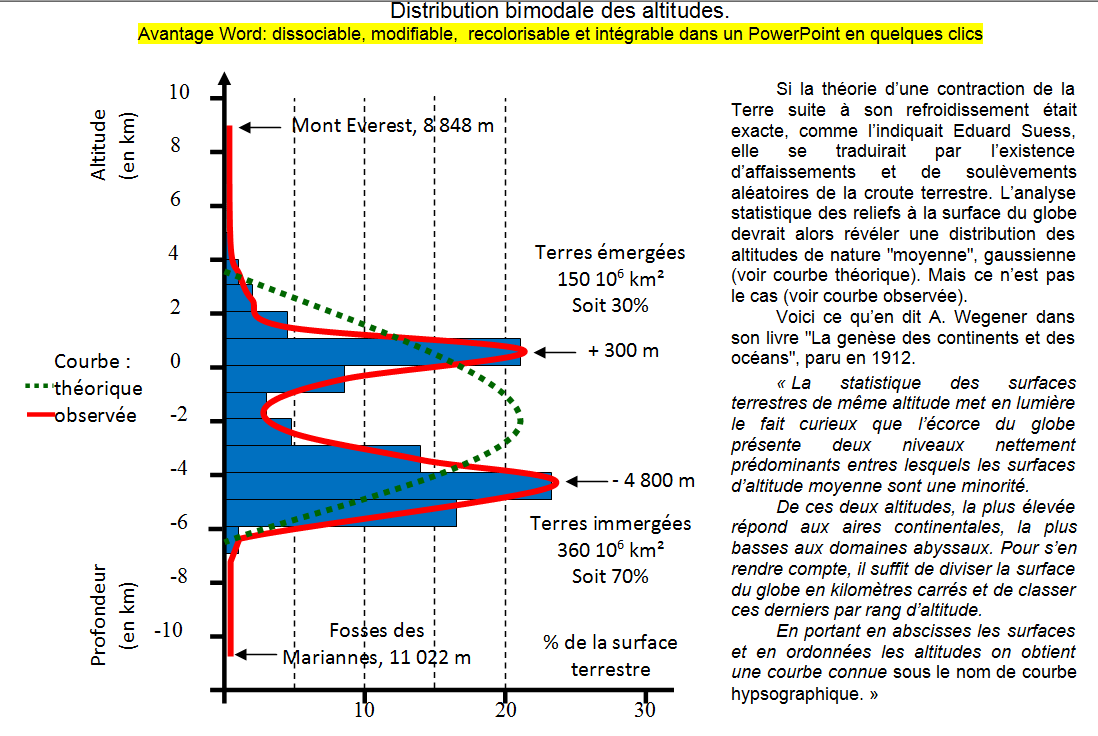 Distribution bimodale des altitudes.
Avantage Word: dissociable, modifiable, recolorisable et intégrable dans un PowerPoint en quelques clics
Altitude
(en km)
10
8
6
4
2
0
-2
-4
-6
-8
-10
Profondeur
(en km)
Mont Everest, 8 848 m
Terres émergées
150 10⁶ km²
Soit 30%
+ 300 m
Courbe :
théorique
observée
- 4 800 m
Terres immergées
360 10⁶ km²
Soit 70%
Fosses des
Mariannes, 11 022 m
% de la surface
terrestre
10
20
30
Si la théorie d’une contraction de la
Terre suite à son refroidissement était
exacte, comme l’indiquait Eduard Suess,
elle se traduirait par l’existence
d’affaissements et de soulèvements
aléatoires de la croute terrestre. L’analyse
statistique des reliefs à la surface du globe
devrait alors révéler une distribution des
altitudes de nature "moyenne", gaussienne
(voir courbe théorique). Mais ce n’est pas
le cas (voir courbe observée).
Voici ce qu’en dit A. Wegener dans
son livre "La genèse des continents et des
océans", paru en 1912.
« La statistique des surfaces
terrestres de même altitude met en lumière
le fait curieux que l’écorce du globe
présente deux niveaux nettement
prédominants entres lesquels les surfaces
d’altitude moyenne sont une minorité.
De ces deux altitudes, la plus élevée
répond aux aires continentales, la plus
basses aux domaines abyssaux. Pour s’en
rendre compte, il suffit de diviser la surface
du globe en kilomètres carrés et de classer
ces derniers par rang d’altitude.
En portant en abscisses les surfaces
et en ordonnées les altitudes on obtient
une courbe connue sous le nom de courbe
hypsographique. »